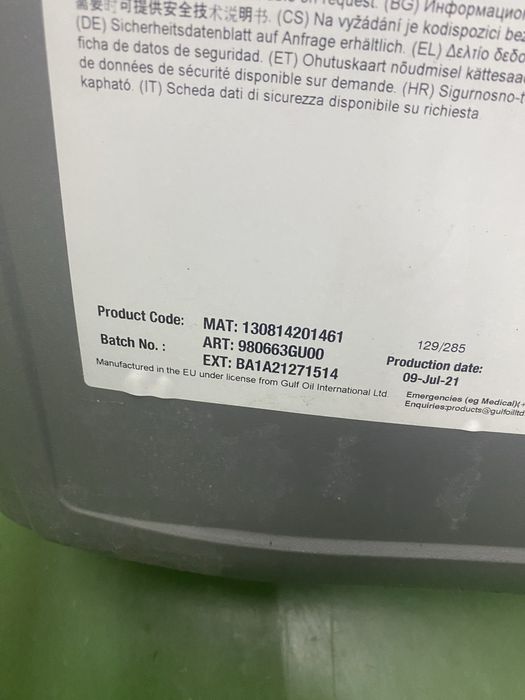 request. (BG) Информацион
需要时可提供安全技术说明书. (CS) Na vyžádání je kodispozici bez
(DE) Sicherheitsdatenblatt auf Anfrage erhältlich. (EL) Δελτίο δεδο
ficha de datos de seguridad. (ET) Ohutuskaart nõudmisel kättesaa
de données de sécurité disponible sur demande. (HR) Sigurnosno-t
kapható. (IT) Scheda dati di sicurezza disponibile su richiesta
Product Code: MAT: 130814201461
ART: 980663GU00
Batch No. : EXT: BA1A21271514
129/285
Production date:
09-Jul-21
Manufactured in the EU under license from Gulf Oil International Ltd.
Emergencies (eg Medical)(+
Enquiries:products@gulfoilltd